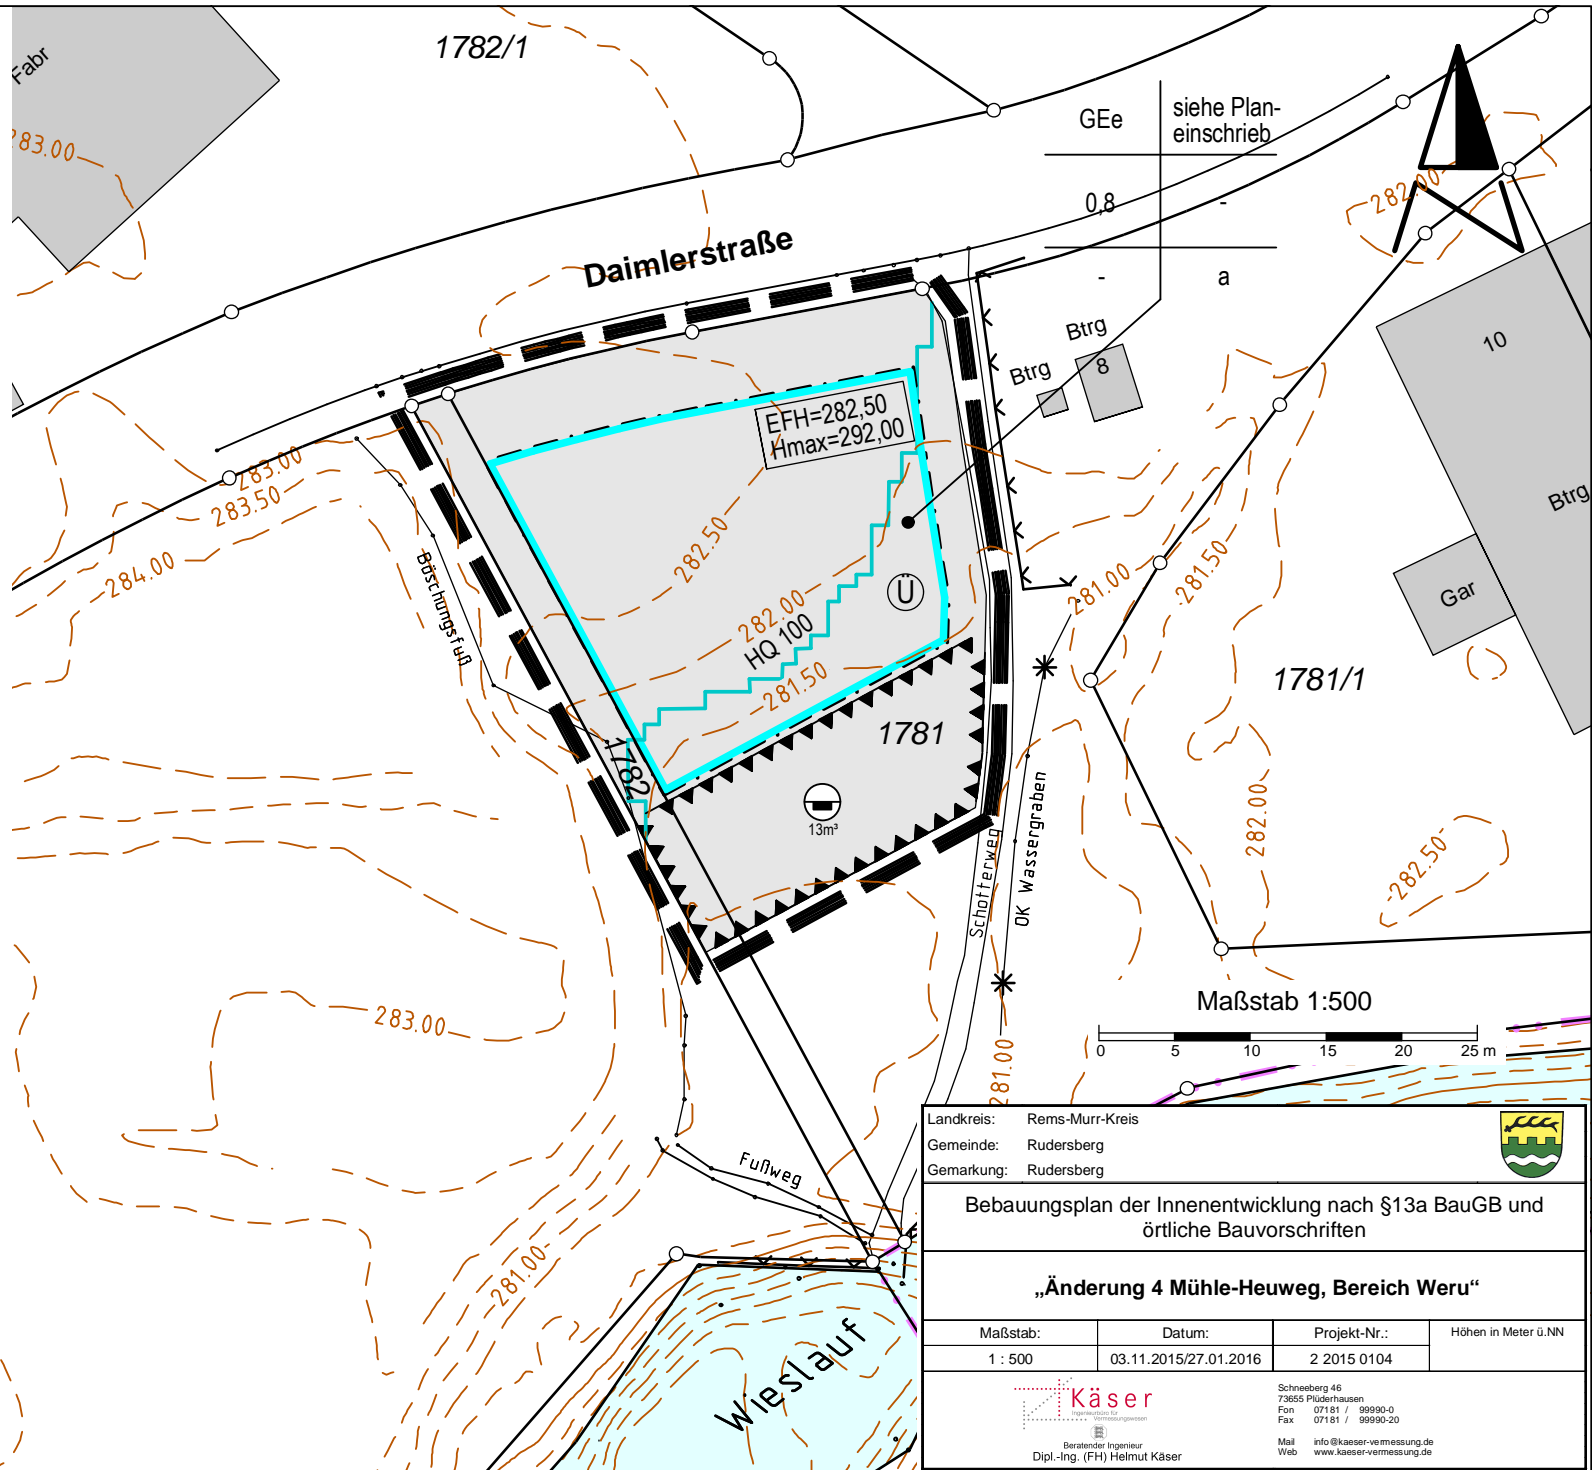 Fabr
1782/1
283.00
GEe
siehe Plan-
einschrieb
0,8
-
-
a
282.00
Daimlerstraße
Btrg
Btrg
8
10
Btrg
EFH=282,50
Hmax=292,00
283.00
283.50
284.00
Böschungsfuß
282.50
282.00
HQ 100
281.50
Ü
281.00
281.50
Gar
1781/1
1781
1782
13m³
Schotterweg
OK Wassergraben
282.00
282.50
283.00
281.00
Maßstab 1:500
0 5 10 15 20 25 m
Fußweg
281.00
Wieslauf
Landkreis: Rems-Murr-Kreis
Gemeinde: Rudersberg
Gemarkung: Rudersberg
Bebauungsplan der Innenentwicklung nach §13a BauGB und
örtliche Bauvorschriften
„Änderung 4 Mühle-Heuweg, Bereich Weru“
Maßstab: Datum: Projekt-Nr.: Höhen in Meter ü.NN
1 : 500 03.11.2015/27.01.2016 2 2015 0104
Käser
Ingenieurbüro für
Vermessungswesen
Beratender Ingenieur
Dipl.-Ing. (FH) Helmut Käser
Schneeberg 46
73655 Plüderhausen
Fon 07181 / 99990-0
Fax 07181 / 99990-20
Mail info@kaeser-vermessung.de
Web www.kaeser-vermessung.de